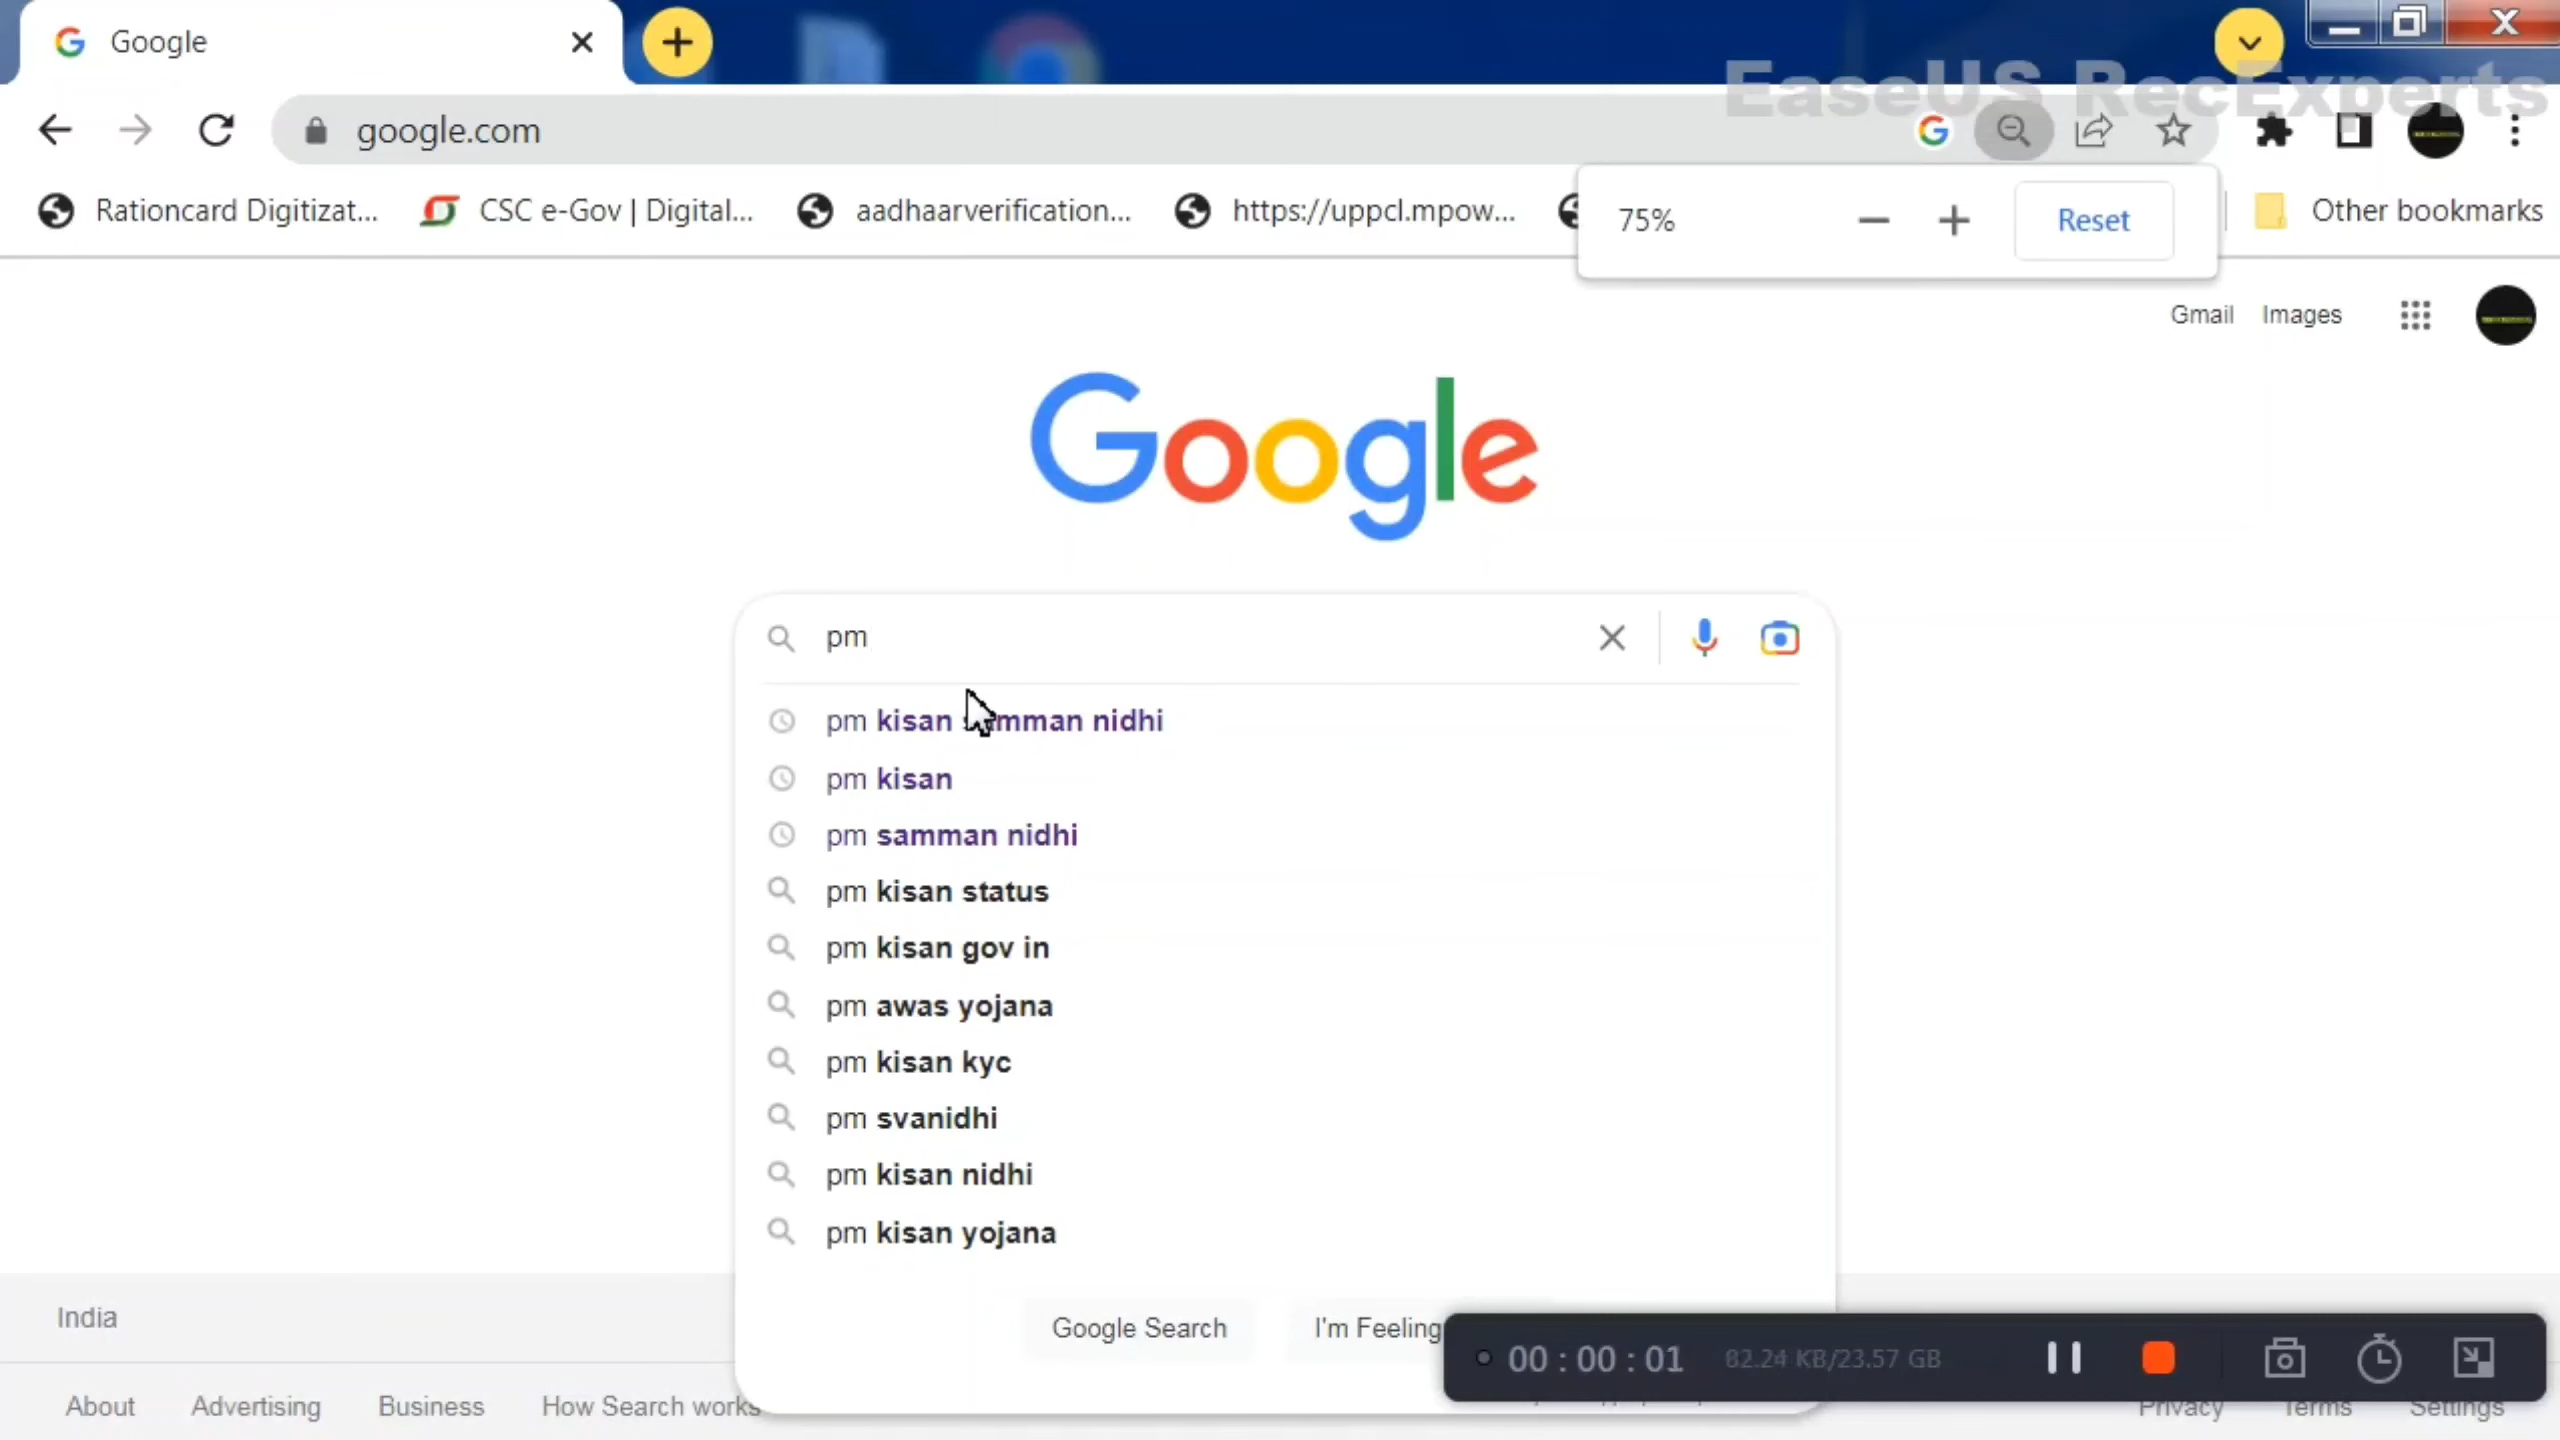 Google
EaseUS RecExperts
google.com
Rationcard Digitizat...
CSC e-Gov | Digital...
aadhaarverification...
https://uppcl.mpow...
75%
Reset
Other bookmarks
Gmail
Images
Google
pm
pm kisan samman nidhi
pm kisan
pm samman nidhi
pm kisan status
pm kisan gov in
pm awas yojana
pm kisan kyc
pm svanidhi
pm kisan nidhi
pm kisan yojana
Google Search
I'm Feeling
India
00 : 00 : 01
82.24 KB/23.57 GB
About
Advertising
Business
How Search works
Privacy
Terms
Settings